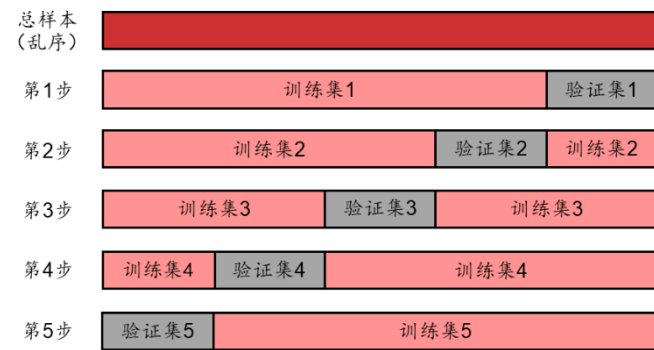 总样本
（乱序）
第1步
训练集1 验证集1
第2步
训练集2 验证集2 训练集2
第3步
训练集3 验证集3 训练集3
第4步
训练集4 验证集4 训练集4
第5步
验证集5 训练集5